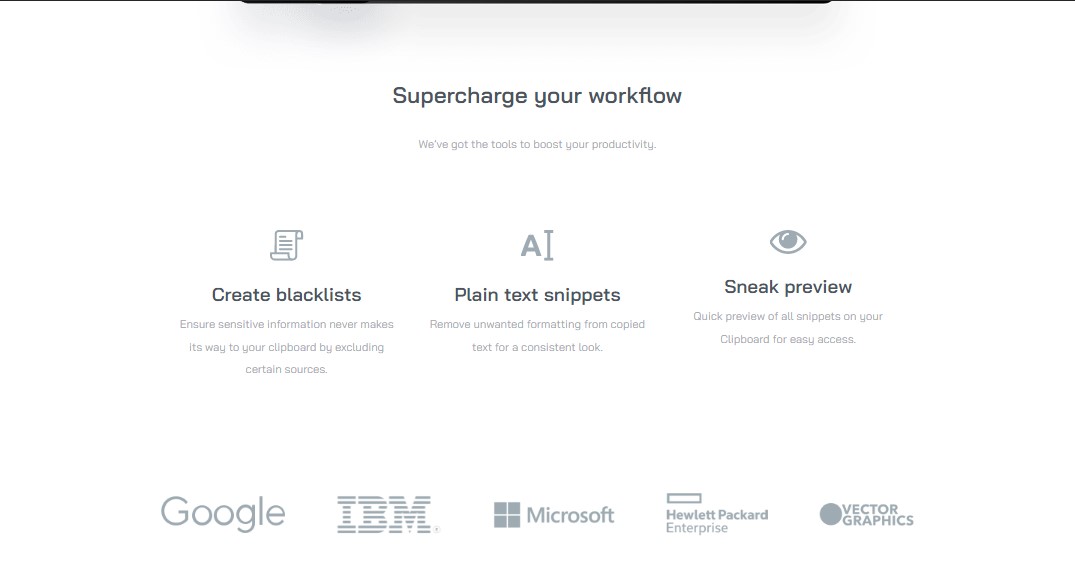 Supercharge your workflow
We've got the tools to boost your productivity.
Create blacklists
Ensure sensitive information never makes
its way to your clipboard by excluding
certain sources.
Plain text snippets
Remove unwanted formatting from copied
text for a consistent look.
Sneak preview
Quick preview of all snippets on your
Clipboard for easy access.
Google
IBM
Microsoft
Hewlett Packard
Enterprise
VECTOR
GRAPHICS